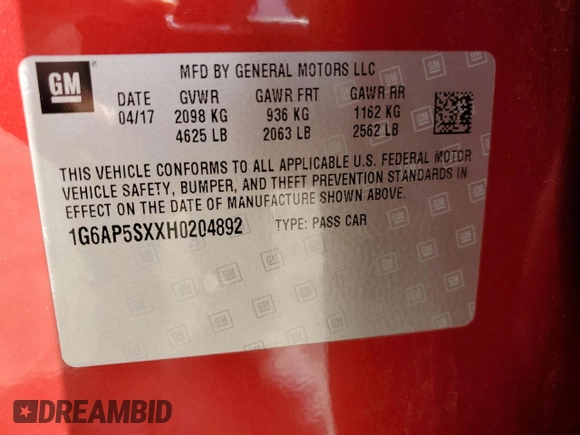 GM
MFD BY GENERAL MOTORS LLC
DATE GVWR GAWR FRT GAWR RR
04/17 2098 KG 936 KG 1162 KG
4625 LB 2063 LB 2562 LB
THIS VEHICLE CONFORMS TO ALL APPLICABLE U.S. FEDERAL MOTOR
VEHICLE SAFETY, BUMPER, AND THEFT PREVENTION STANDARDS IN
EFFECT ON THE DATE OF MANUFACTURE SHOWN ABOVE.
1G6AP5SXXH0204892 TYPE: PASS CAR
DREAMBID